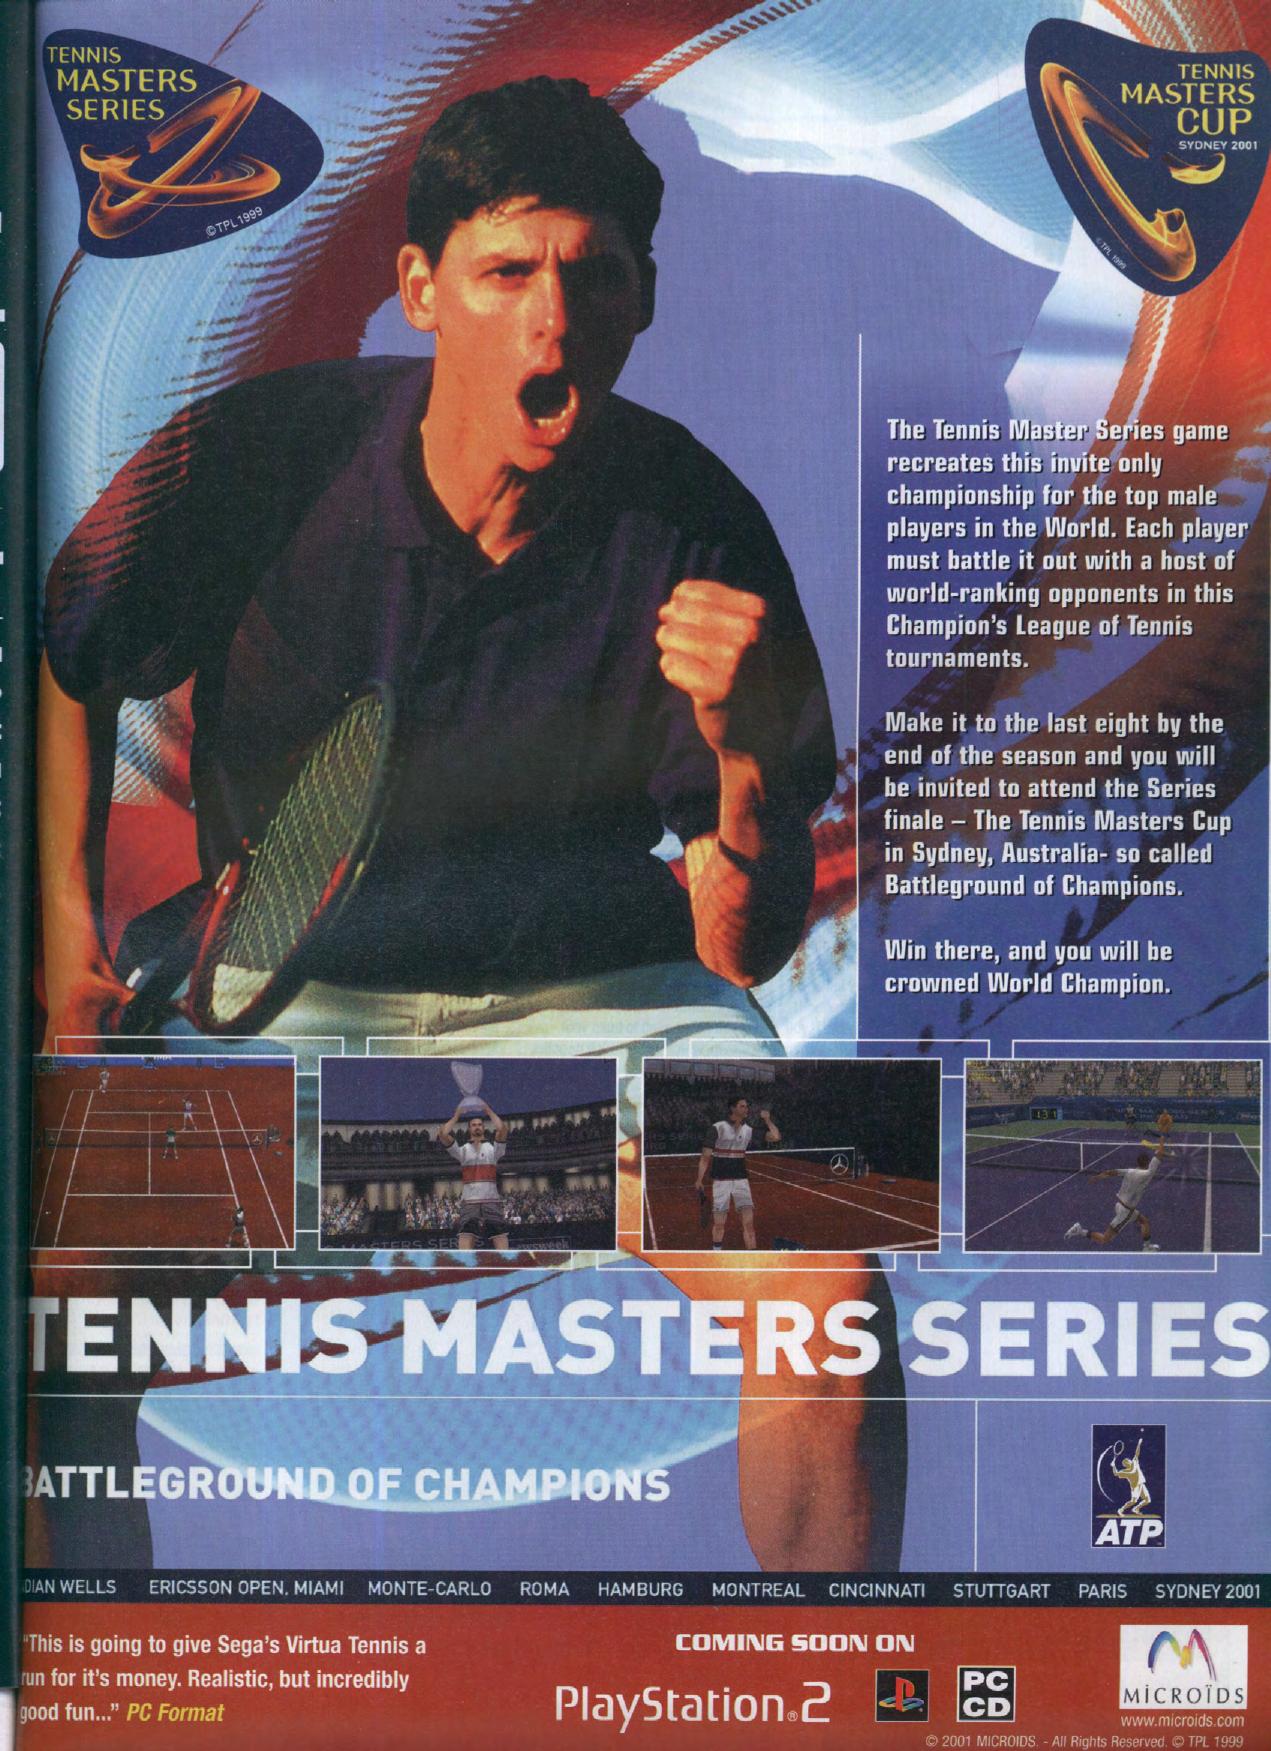 TENNIS
MASTERS
SERIES
©TPL 1999
TENNIS
MASTERS
CUP
SYDNEY 2001
© TPL 1999
The Tennis Master Series game
recreates this invite only
championship for the top male
players in the World. Each player
must battle it out with a host of
world-ranking opponents in this
Champion's League of Tennis
tournaments.
Make it to the last eight by the
end of the season and you will
be invited to attend the Series
finale – The Tennis Masters Cup
in Sydney, Australia- so called
Battleground of Champions.
Win there, and you will be
crowned World Champion.
MASTERS SERIES
TENNIS MASTERS SERIES
BATTLEGROUND OF CHAMPIONS
ATP
DIAN WELLS ERICSSON OPEN, MIAMI MONTE-CARLO ROMA HAMBURG MONTREAL CINCINNATI STUTTGART PARIS SYDNEY 2001
"This is going to give Sega's Virtua Tennis a
run for it's money. Realistic, but incredibly
good fun..." PC Format
COMING SOON ON
PlayStation®2
PC
CD
MiCROÏDS
www.microids.com
© 2001 MICROIDS. - All Rights Reserved. © TPL 1999